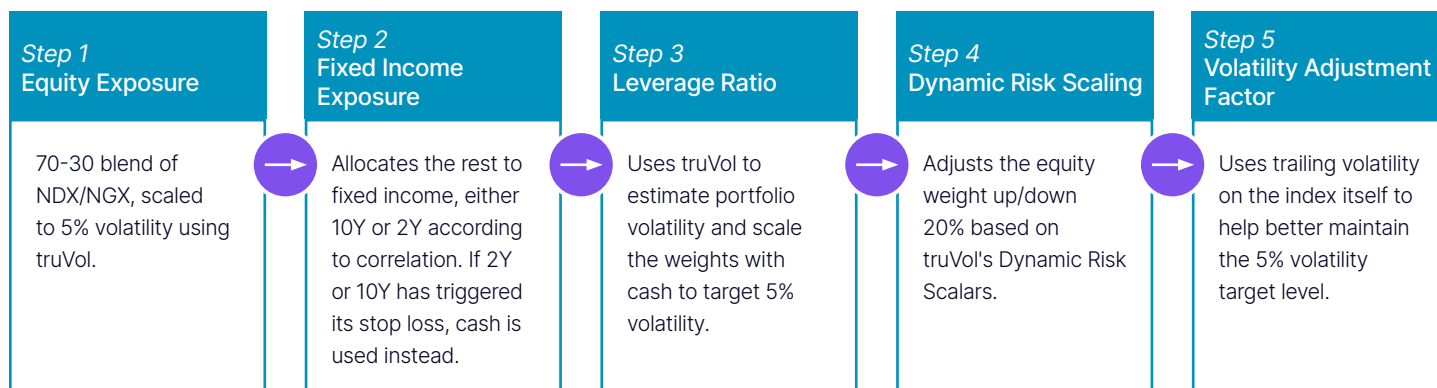 Step 1
Equity Exposure
70-30 blend of
NDX/NGX, scaled
to 5% volatility using
truVol.
Step 2
Fixed Income
Exposure
Allocates the rest to
fixed income, either
10Y or 2Y according
to correlation. If 2Y
or 10Y has triggered
its stop loss, cash is
used instead.
Step 3
Leverage Ratio
Uses truVol to
estimate portfolio
volatility and scale
the weights with
cash to target 5%
volatility.
Step 4
Dynamic Risk Scaling
Adjusts the equity
weight up/down
20% based on
truVol's Dynamic Risk
Scalars.
Step 5
Volatility Adjustment
Factor
Uses trailing volatility
on the index itself to
help better maintain
the 5% volatility
target level.